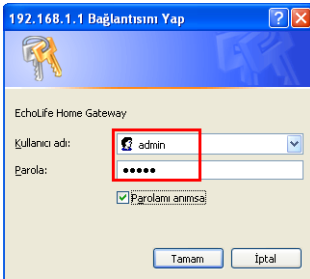 192.168.1.1 Bağlantısını Yap
EchoLife Home Gateway
Kullanıcı adı: admin
Parola: •••••
Parolamı anımsa
Tamam İptal